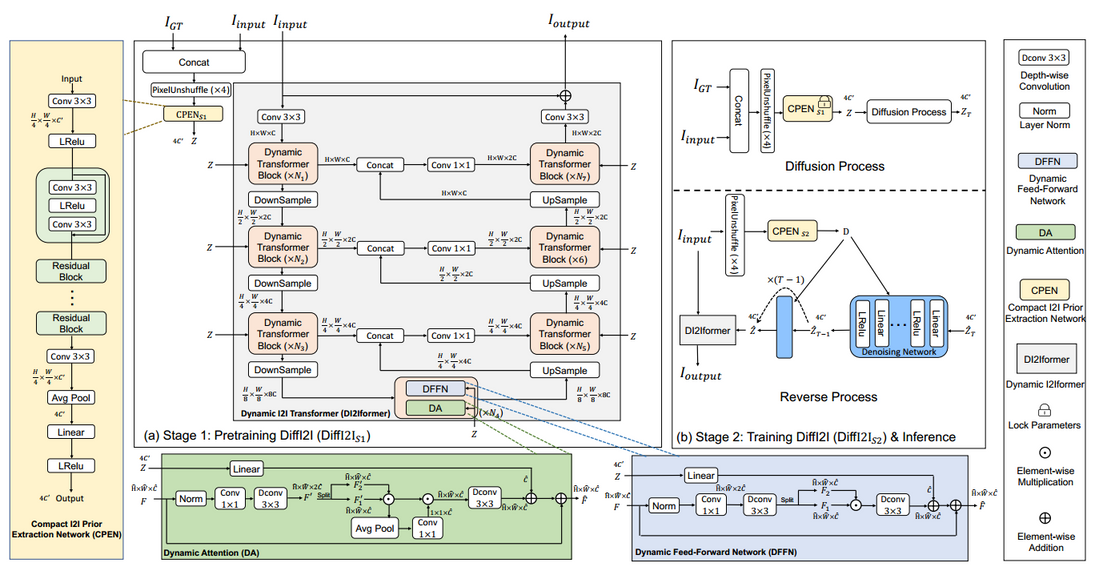 Input
Conv 3×3
H/4 × W/4 ×C'
LRelu
Conv 3×3
LRelu
Conv 3×3
Residual
Block
Residual
Block
Conv 3×3
H/4 × W/4 ×C'
Avg Pool
4C'
Linear
LRelu
4C' Output
Compact I2I Prior
Extraction Network (CPEN)
I_GT I_input I_input I_output
Concat
PixelUnshuffle (×4)
CPEN_S1
4C' Z
Conv 3×3
H×W×C
Conv 3×3
H×W×2C
Z
Dynamic
Transformer
Block (×N₁)
H×W×C
Concat
Conv 1×1
H×W×2C
Dynamic
Transformer
Block (×N₇)
Z
H×W×C
DownSample
UpSample
H/2 × W/2 ×2C
H/2 × W/2 ×2C
Z
Dynamic
Transformer
Block (×N₂)
H/2 × W/2 ×2C
Concat
Conv 1×1
H/2 × W/2 ×2C
Dynamic
Transformer
Block (×6)
Z
H/2 × W/2 ×2C
DownSample
UpSample
H/4 × W/4 ×4C
H/4 × W/4 ×4C
Z
Dynamic
Transformer
Block (×N₃)
H/4 × W/4 ×4C
Concat
Conv 1×1
H/4 × W/4 ×4C
Dynamic
Transformer
Block (×N₅)
Z
H/4 × W/4 ×4C
DownSample
UpSample
H/8 × W/8 ×8C
H/8 × W/8 ×8C
DFFN
DA
(×N₄)
Z
Dynamic I2I Transformer (DI2Iformer)
(a) Stage 1: Pretraining DiffI2I (DiffI2I_S1)
I_GT
I_input
Concat
PixelUnshuffle (×4)
CPEN_S1
4C'
Z
Diffusion Process
4C'
Z_T
Diffusion Process
I_input
PixelUnshuffle (×4)
CPEN_S2
D
×(T−1)
DI2Iformer
4C'
Ẑ
4C'
Ẑ_T−1
LRelu
Linear
• • •
LRelu
Linear
Denoising Network
4C'
Ẑ_T
I_output
Reverse Process
(b) Stage 2: Training DiffI2I (DiffI2I_S2) & Inference
Dconv 3×3
Depth-wise
Convolution
Norm
Layer Norm
DFFN
Dynamic
Feed-Forward
Network
DA
Dynamic Attention
CPEN
Compact I2I Prior
Extraction Network
DI2Iformer
Dynamic I2Iformer
Lock Parameters
Element-wise
Multiplication
Element-wise
Addition
4C'
Z
Linear
Ĥ×Ŵ×Ĉ
F
Norm
Conv
1×1
Dconv
3×3
Ĥ×Ŵ×2Ĉ
F'
Split
F'₂
F'₁
Avg Pool
Conv
1×1
1×1×Ĉ
Ĥ×Ŵ×Ĉ
Dconv
3×3
Ĉ
Ĥ×Ŵ×Ĉ
Ĥ×Ŵ×Ĉ
F̂
Dynamic Attention (DA)
4C'
Z
Linear
Ĥ×Ŵ×Ĉ
F
Norm
Conv
1×1
Ĥ×Ŵ×2Ĉ
Dconv
3×3
Split
F₂
F₁
Ĥ×Ŵ×Ĉ
Dconv
3×3
Ĉ
Ĥ×Ŵ×Ĉ
Ĥ×Ŵ×Ĉ
F̂
Dynamic Feed-Forward Network (DFFN)